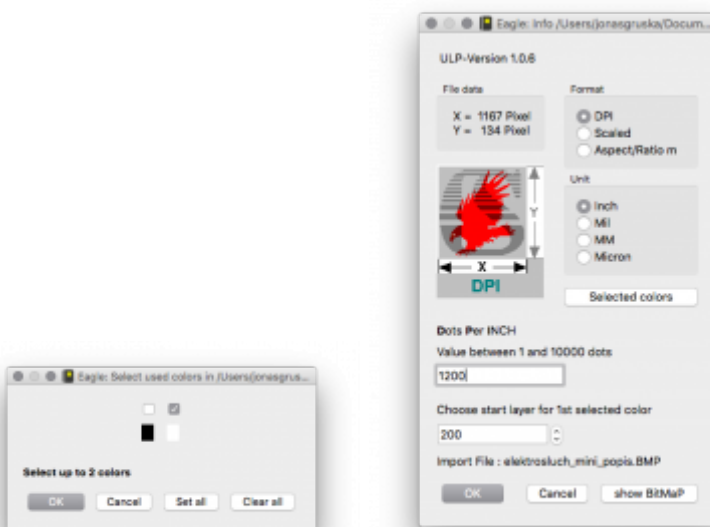 Eagle: Select used colors in /Users/jonasgrus...
Select up to 2 colors
OK Cancel Set all Clear all
Eagle: Info /Users/jonasgruska/Docum...
ULP-Version 1.0.6
File data
X = 1167 Pixel
Y = 134 Pixel
Format
DPI
Scaled
Aspect/Ratio m
Y
X
DPI
Unit
Inch
Mil
MM
Micron
Selected colors
Dots Per INCH
Value between 1 and 10000 dots
1200
Choose start layer for 1st selected color
200
Import File : elektrosluch_mini_popis.BMP
OK Cancel show BitMaP